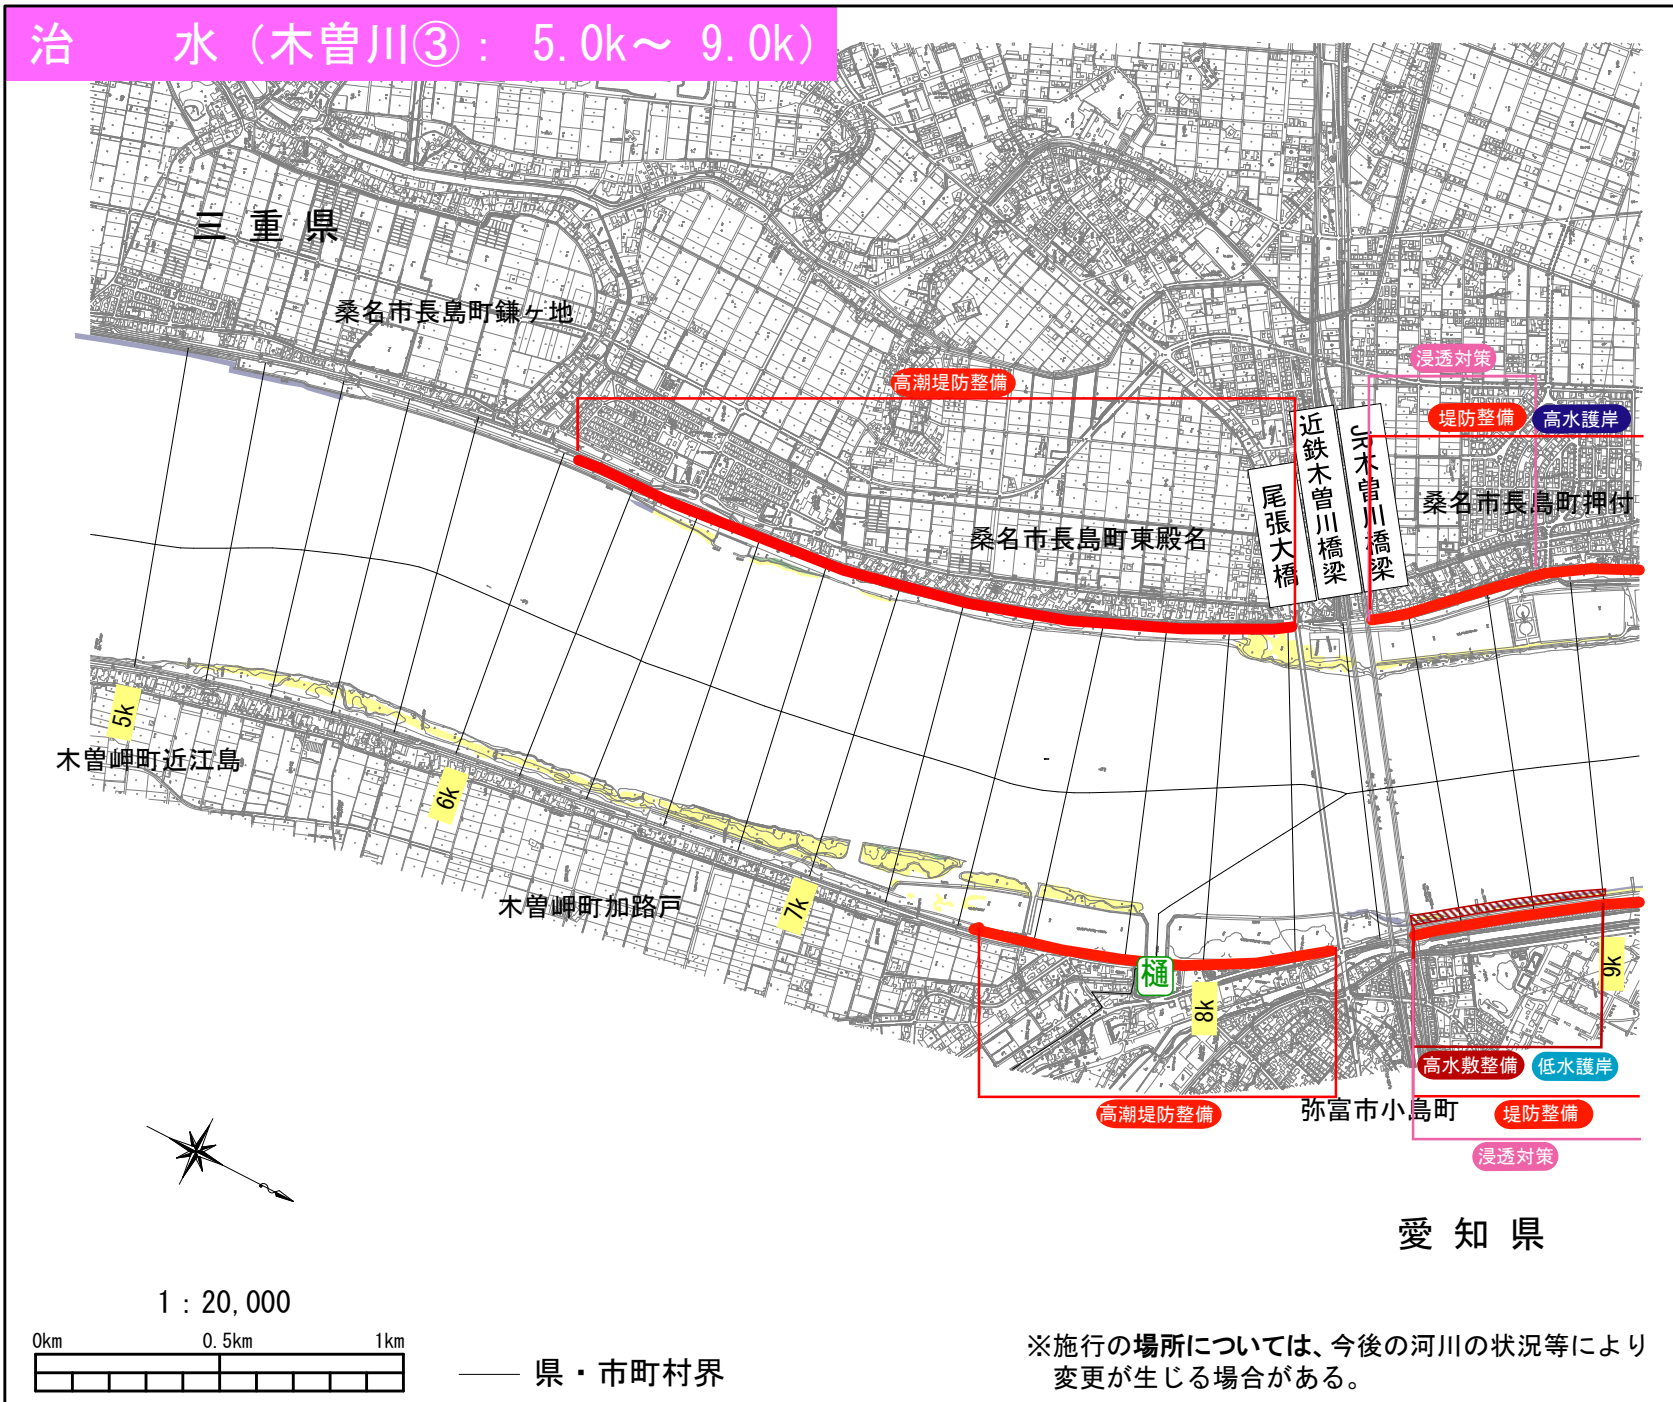 治　水（木曽川③： 5.0k～ 9.0k）
三重県
桑名市長島町鎌ヶ地
高潮堤防整備
浸透対策
堤防整備
高水護岸
尾張大橋
近鉄木曽川橋梁
JR木曽川橋梁
桑名市長島町押付
桑名市長島町東殿名
5k
木曽岬町近江島
6k
木曽岬町加路戸
7k
樋
8k
9k
高水敷整備
低水護岸
高潮堤防整備
弥富市小島町
堤防整備
浸透対策
愛知県
1：20,000
0km
0.5km
1km
県・市町村界
※施行の場所については、今後の河川の状況等により
変更が生じる場合がある。